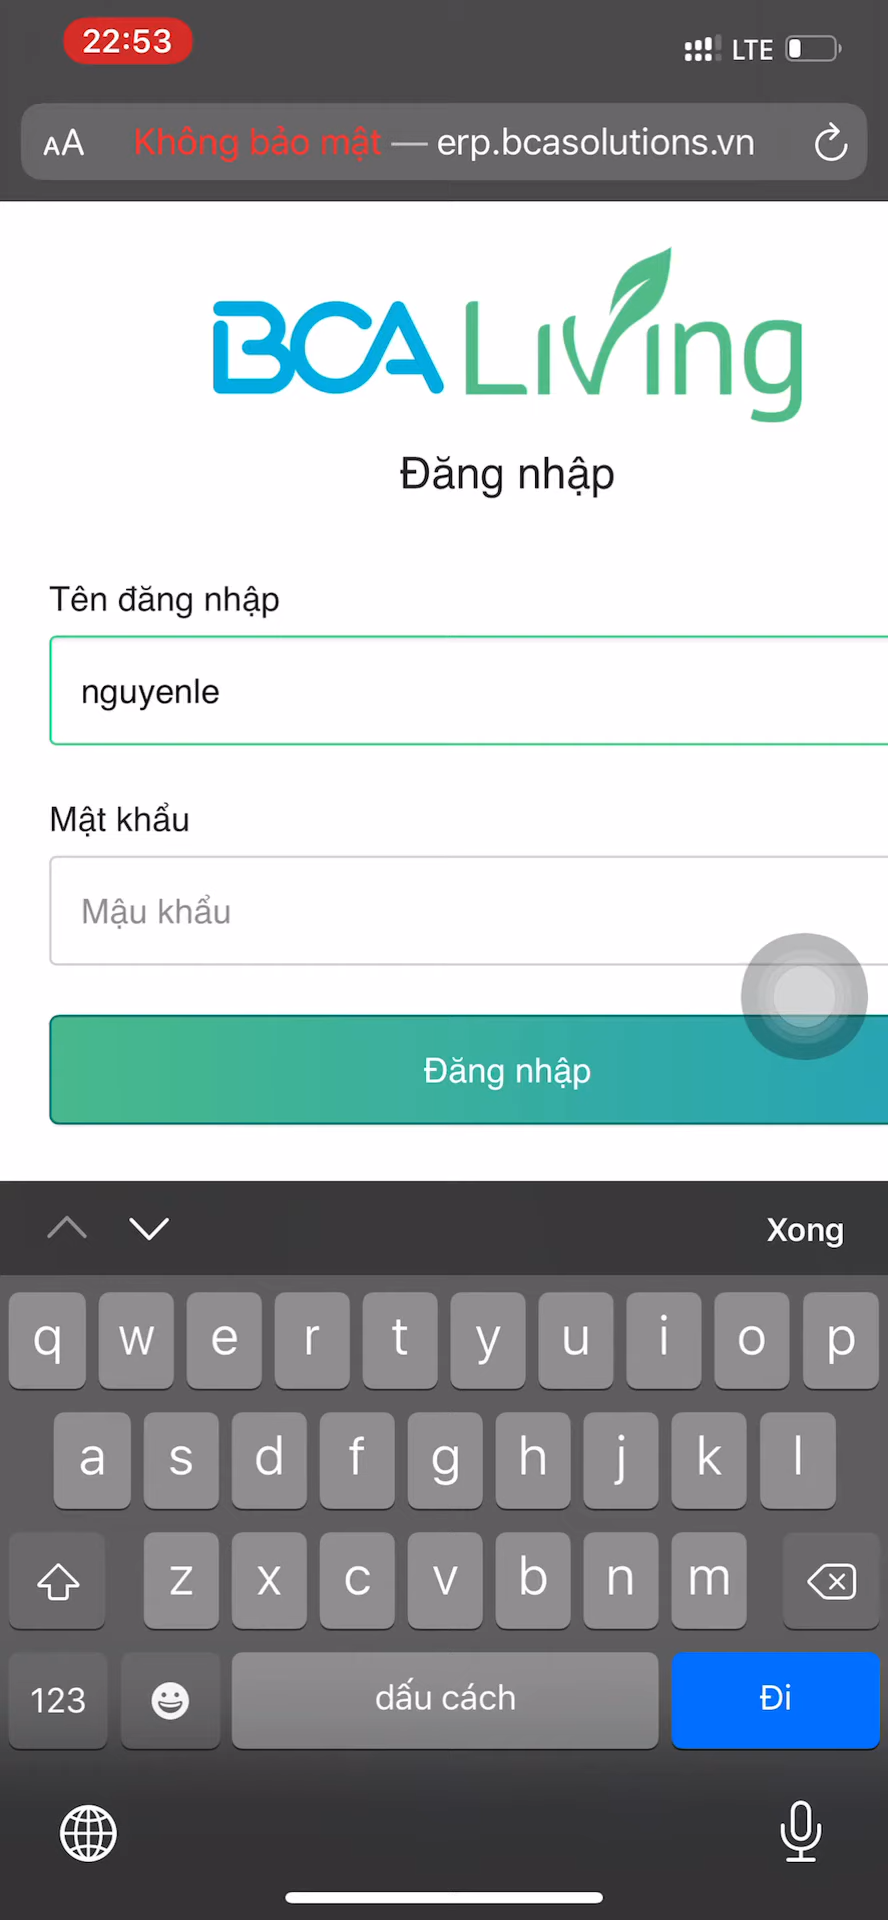 22:53
LTE
AA Không bảo mật — erp.bcasolutions.vn
BCA Living
Đăng nhập
Tên đăng nhập
nguyenle
Mật khẩu
Mậu khẩu
Đăng nhập
Xong
q w e r t y u i o p
a s d f g h j k l
z x c v b n m
123 dấu cách Đi